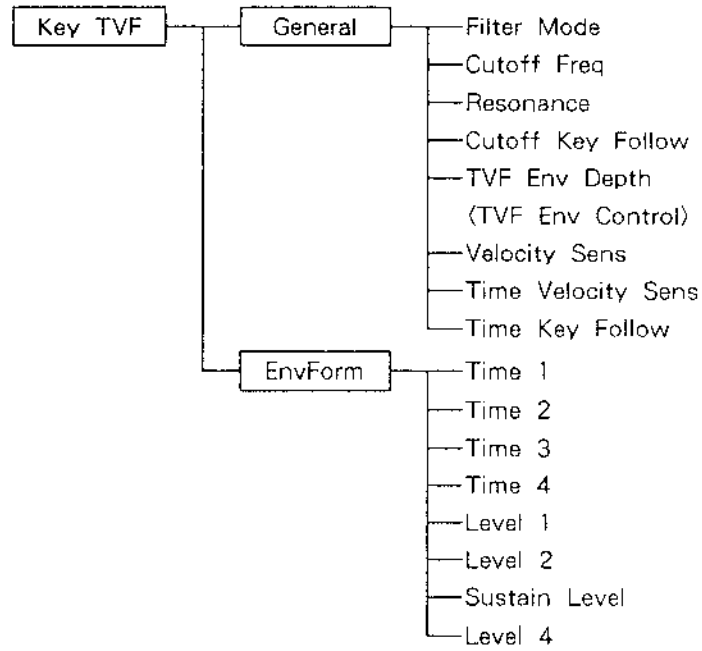 Key TVF
General
Filter Mode
Cutoff Freq
Resonance
Cutoff Key Follow
TVF Env Depth
(TVF Env Control)
Velocity Sens
Time Velocity Sens
Time Key Follow
EnvForm
Time 1
Time 2
Time 3
Time 4
Level 1
Level 2
Sustain Level
Level 4